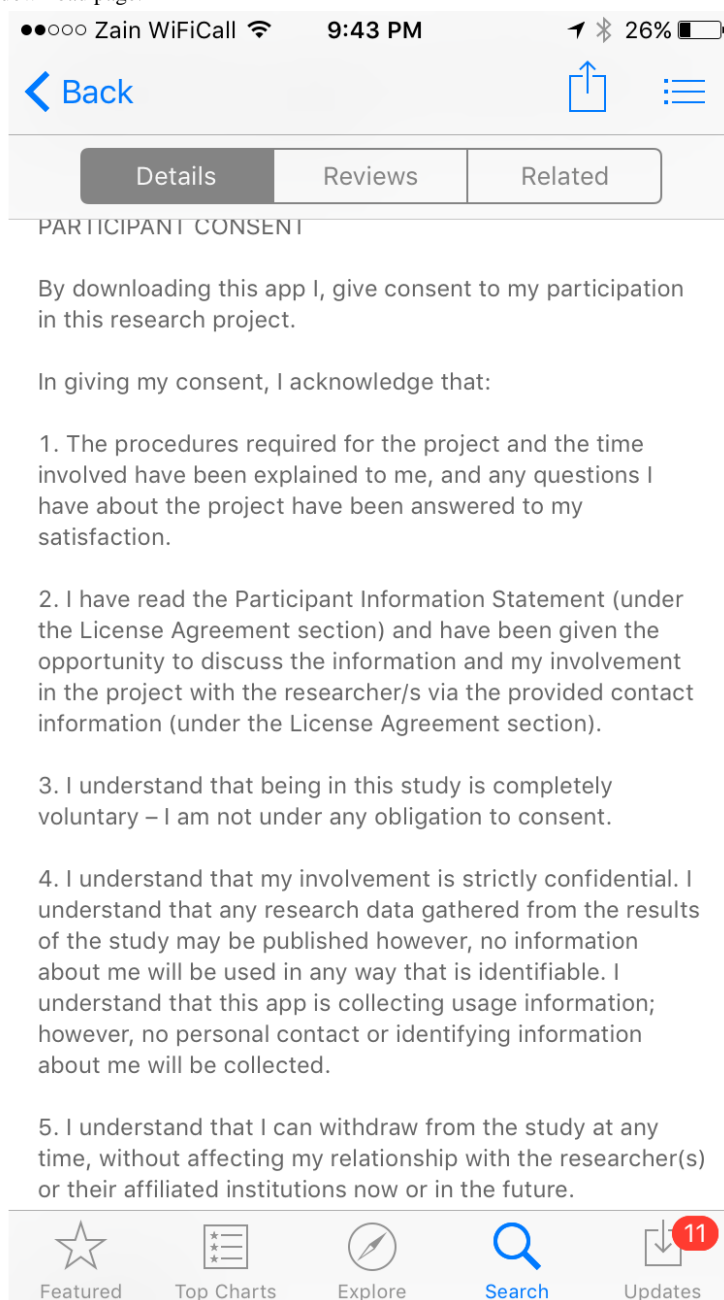 Zain WiFiCall 9:43 PM 26%
Back
Details Reviews Related
PARTICIPANT CONSENT
By downloading this app I, give consent to my participation
in this research project.
In giving my consent, I acknowledge that:
1. The procedures required for the project and the time
involved have been explained to me, and any questions I
have about the project have been answered to my
satisfaction.
2. I have read the Participant Information Statement (under
the License Agreement section) and have been given the
opportunity to discuss the information and my involvement
in the project with the researcher/s via the provided contact
information (under the License Agreement section).
3. I understand that being in this study is completely
voluntary – I am not under any obligation to consent.
4. I understand that my involvement is strictly confidential. I
understand that any research data gathered from the results
of the study may be published however, no information
about me will be used in any way that is identifiable. I
understand that this app is collecting usage information;
however, no personal contact or identifying information
about me will be collected.
5. I understand that I can withdraw from the study at any
time, without affecting my relationship with the researcher(s)
or their affiliated institutions now or in the future.
11
Featured Top Charts Explore Search Updates